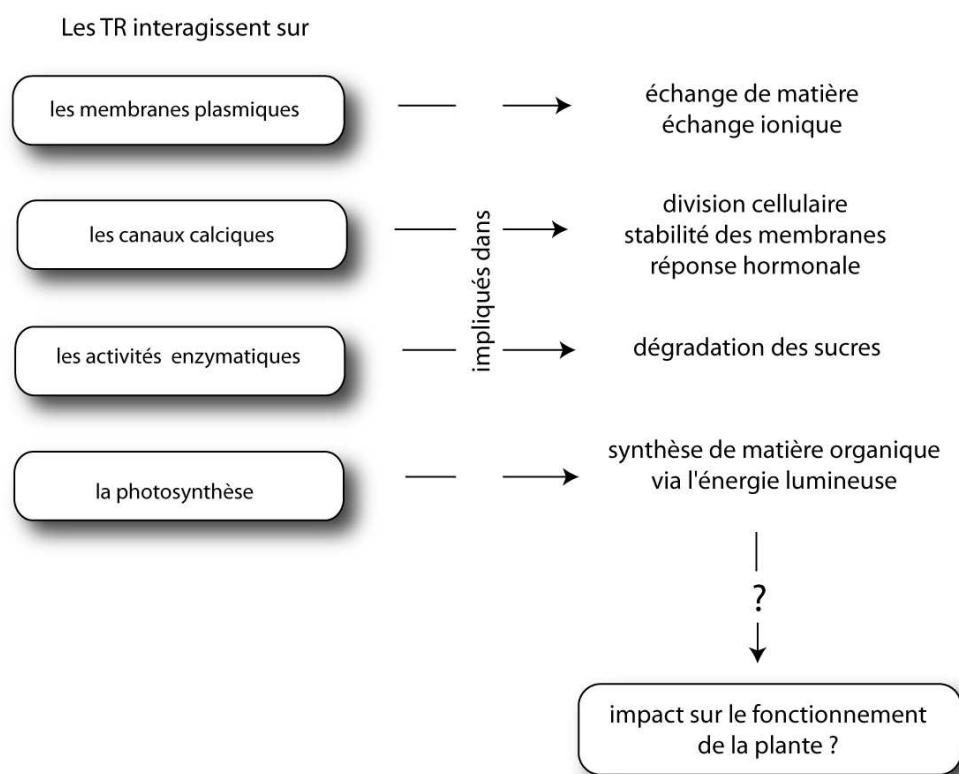 Les TR interagissent sur
les membranes plasmiques
échange de matière
échange ionique
les canaux calciques
division cellulaire
stabilité des membranes
réponse hormonale
impliqués dans
les activités enzymatiques
dégradation des sucres
la photosynthèse
synthèse de matière organique
via l'énergie lumineuse
?
impact sur le fonctionnement
de la plante ?